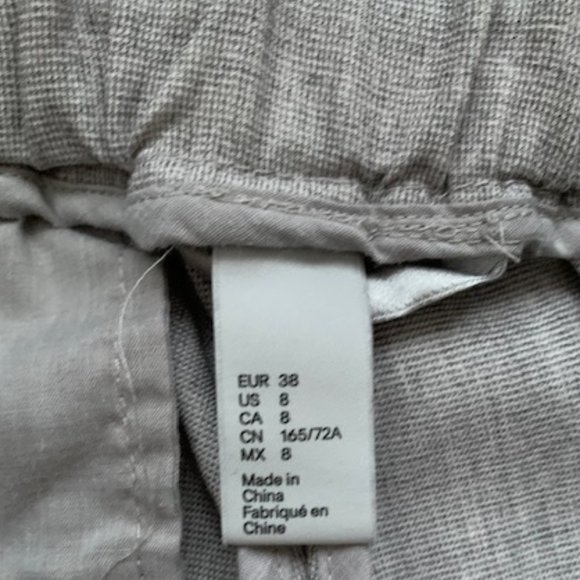 EUR 38
US 8
CA 8
CN 165/72A
MX 8
Made in
China
Fabriqué en
Chine